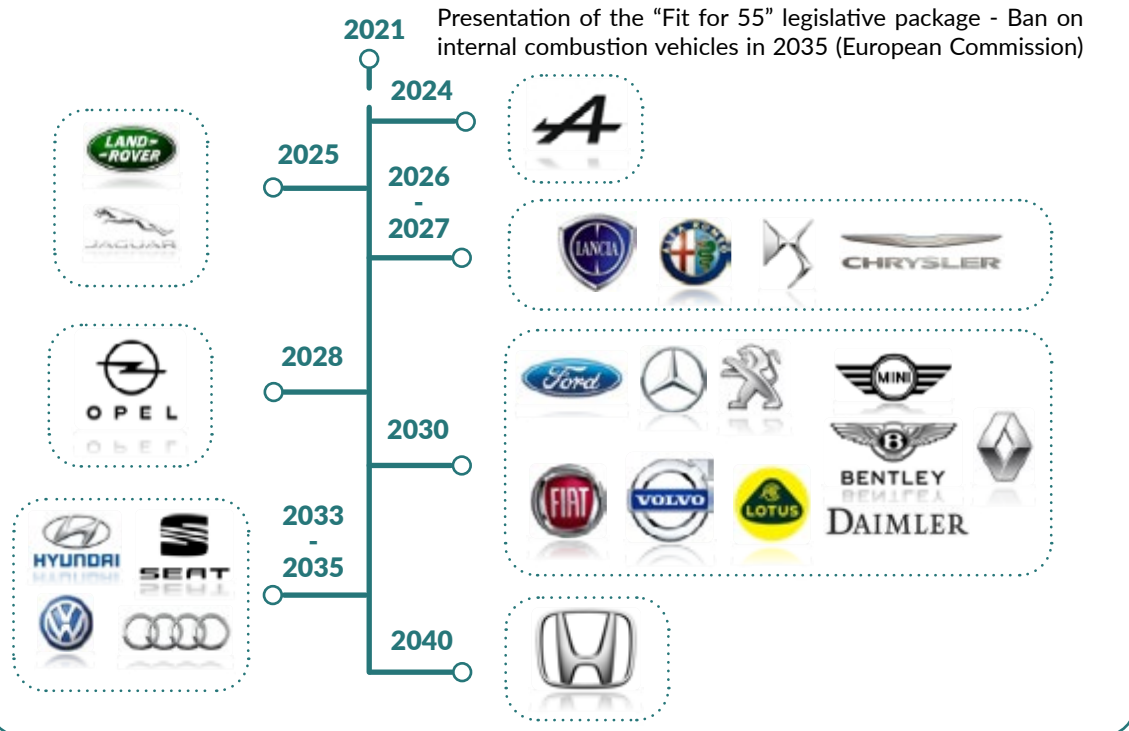 2021
Presentation of the “Fit for 55” legislative package - Ban on
internal combustion vehicles in 2035 (European Commission)
2024
2025
LAND-
-ROVER
JAGUAR
2026
-
2027
LANCIA
ALFA ROMEO
CHRYSLER
2028
OPEL
2030
Ford
MINI
B
BENTLEY
FIAT
VOLVO
LOTUS
DAIMLER
2033
-
2035
HYUNDAI
SEAT
2040